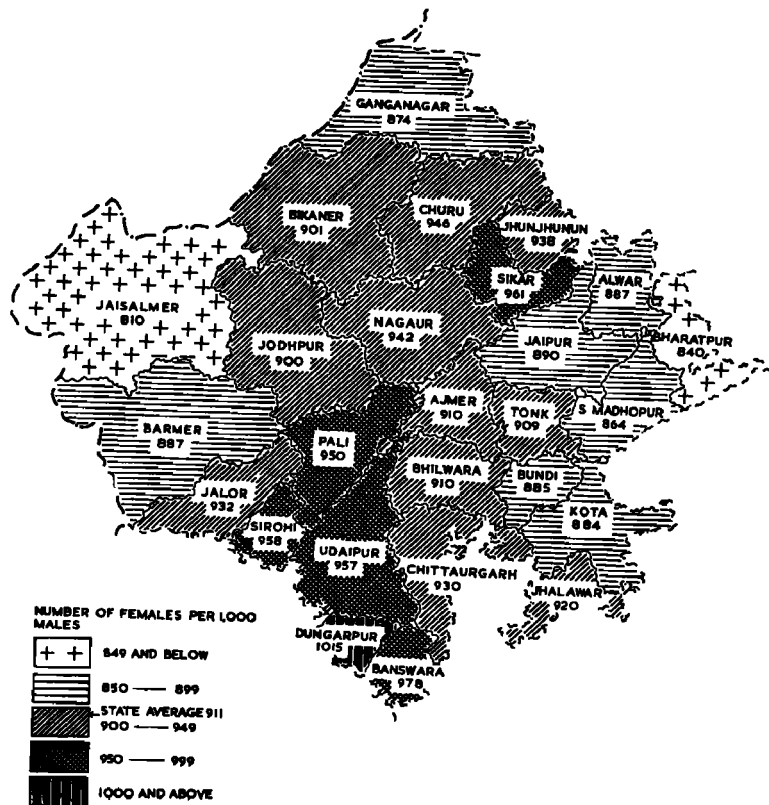 GANGANAGAR
874
BIKANER
901
CHURU
946
JHUNJHUNUN
938
SIKAR
961
ALWAR
887
JAISALMER
810
NAGAUR
942
JODHPUR
900
JAIPUR
890
BHARATPUR
840
BARMER
887
AJMER
910
TONK
909
S. MADHOPUR
864
PALI
950
BHILWARA
910
BUNDI
885
JALOR
932
KOTA
884
SIROHI
958
UDAIPUR
957
CHITTAURGARH
930
JHALAWAR
920
DUNGARPUR
1015
BANSWARA
978
NUMBER OF FEMALES PER 1,000
MALES
849 AND BELOW
850 — 899
STATE AVERAGE 911
900 — 949
950 — 999
1000 AND ABOVE